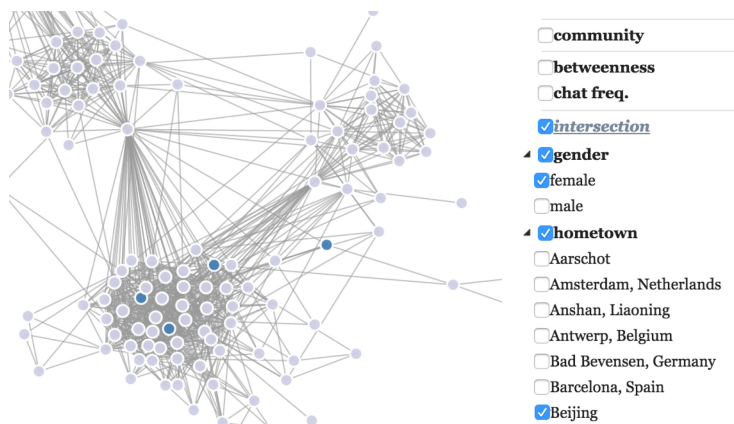 community
betweenness
chat freq.
intersection
gender
female
male
hometown
Aarschot
Amsterdam, Netherlands
Anshan, Liaoning
Antwerp, Belgium
Bad Bevensen, Germany
Barcelona, Spain
Beijing